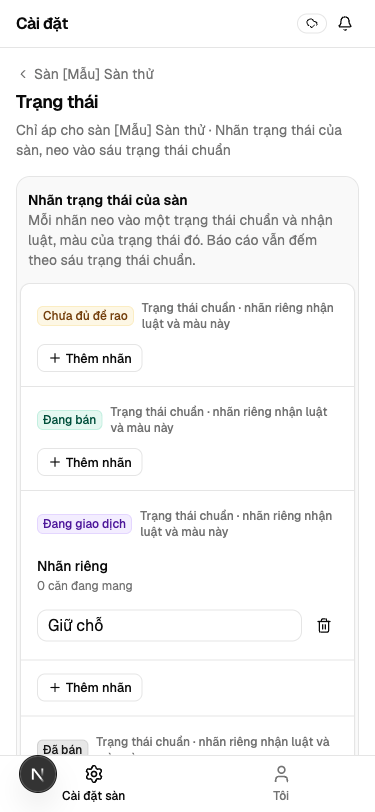 Cài đặt
Sàn [Mẫu] Sàn thử
Trạng thái
Chỉ áp cho sàn [Mẫu] Sàn thử · Nhãn trạng thái của
sàn, neo vào sáu trạng thái chuẩn
Nhãn trạng thái của sàn
Mỗi nhãn neo vào một trạng thái chuẩn và nhận
luật, màu của trạng thái đó. Báo cáo vẫn đếm
theo sáu trạng thái chuẩn.
Chưa đủ để rao
Trạng thái chuẩn · nhãn riêng nhận
luật và màu này
Thêm nhãn
Đang bán
Trạng thái chuẩn · nhãn riêng nhận luật
và màu này
Thêm nhãn
Đang giao dịch
Trạng thái chuẩn · nhãn riêng nhận
luật và màu này
Nhãn riêng
0 căn đang mang
Giữ chỗ
Thêm nhãn
Đã bán
Trạng thái chuẩn · nhãn riêng nhận luật và
N
Cài đặt sàn
Tôi